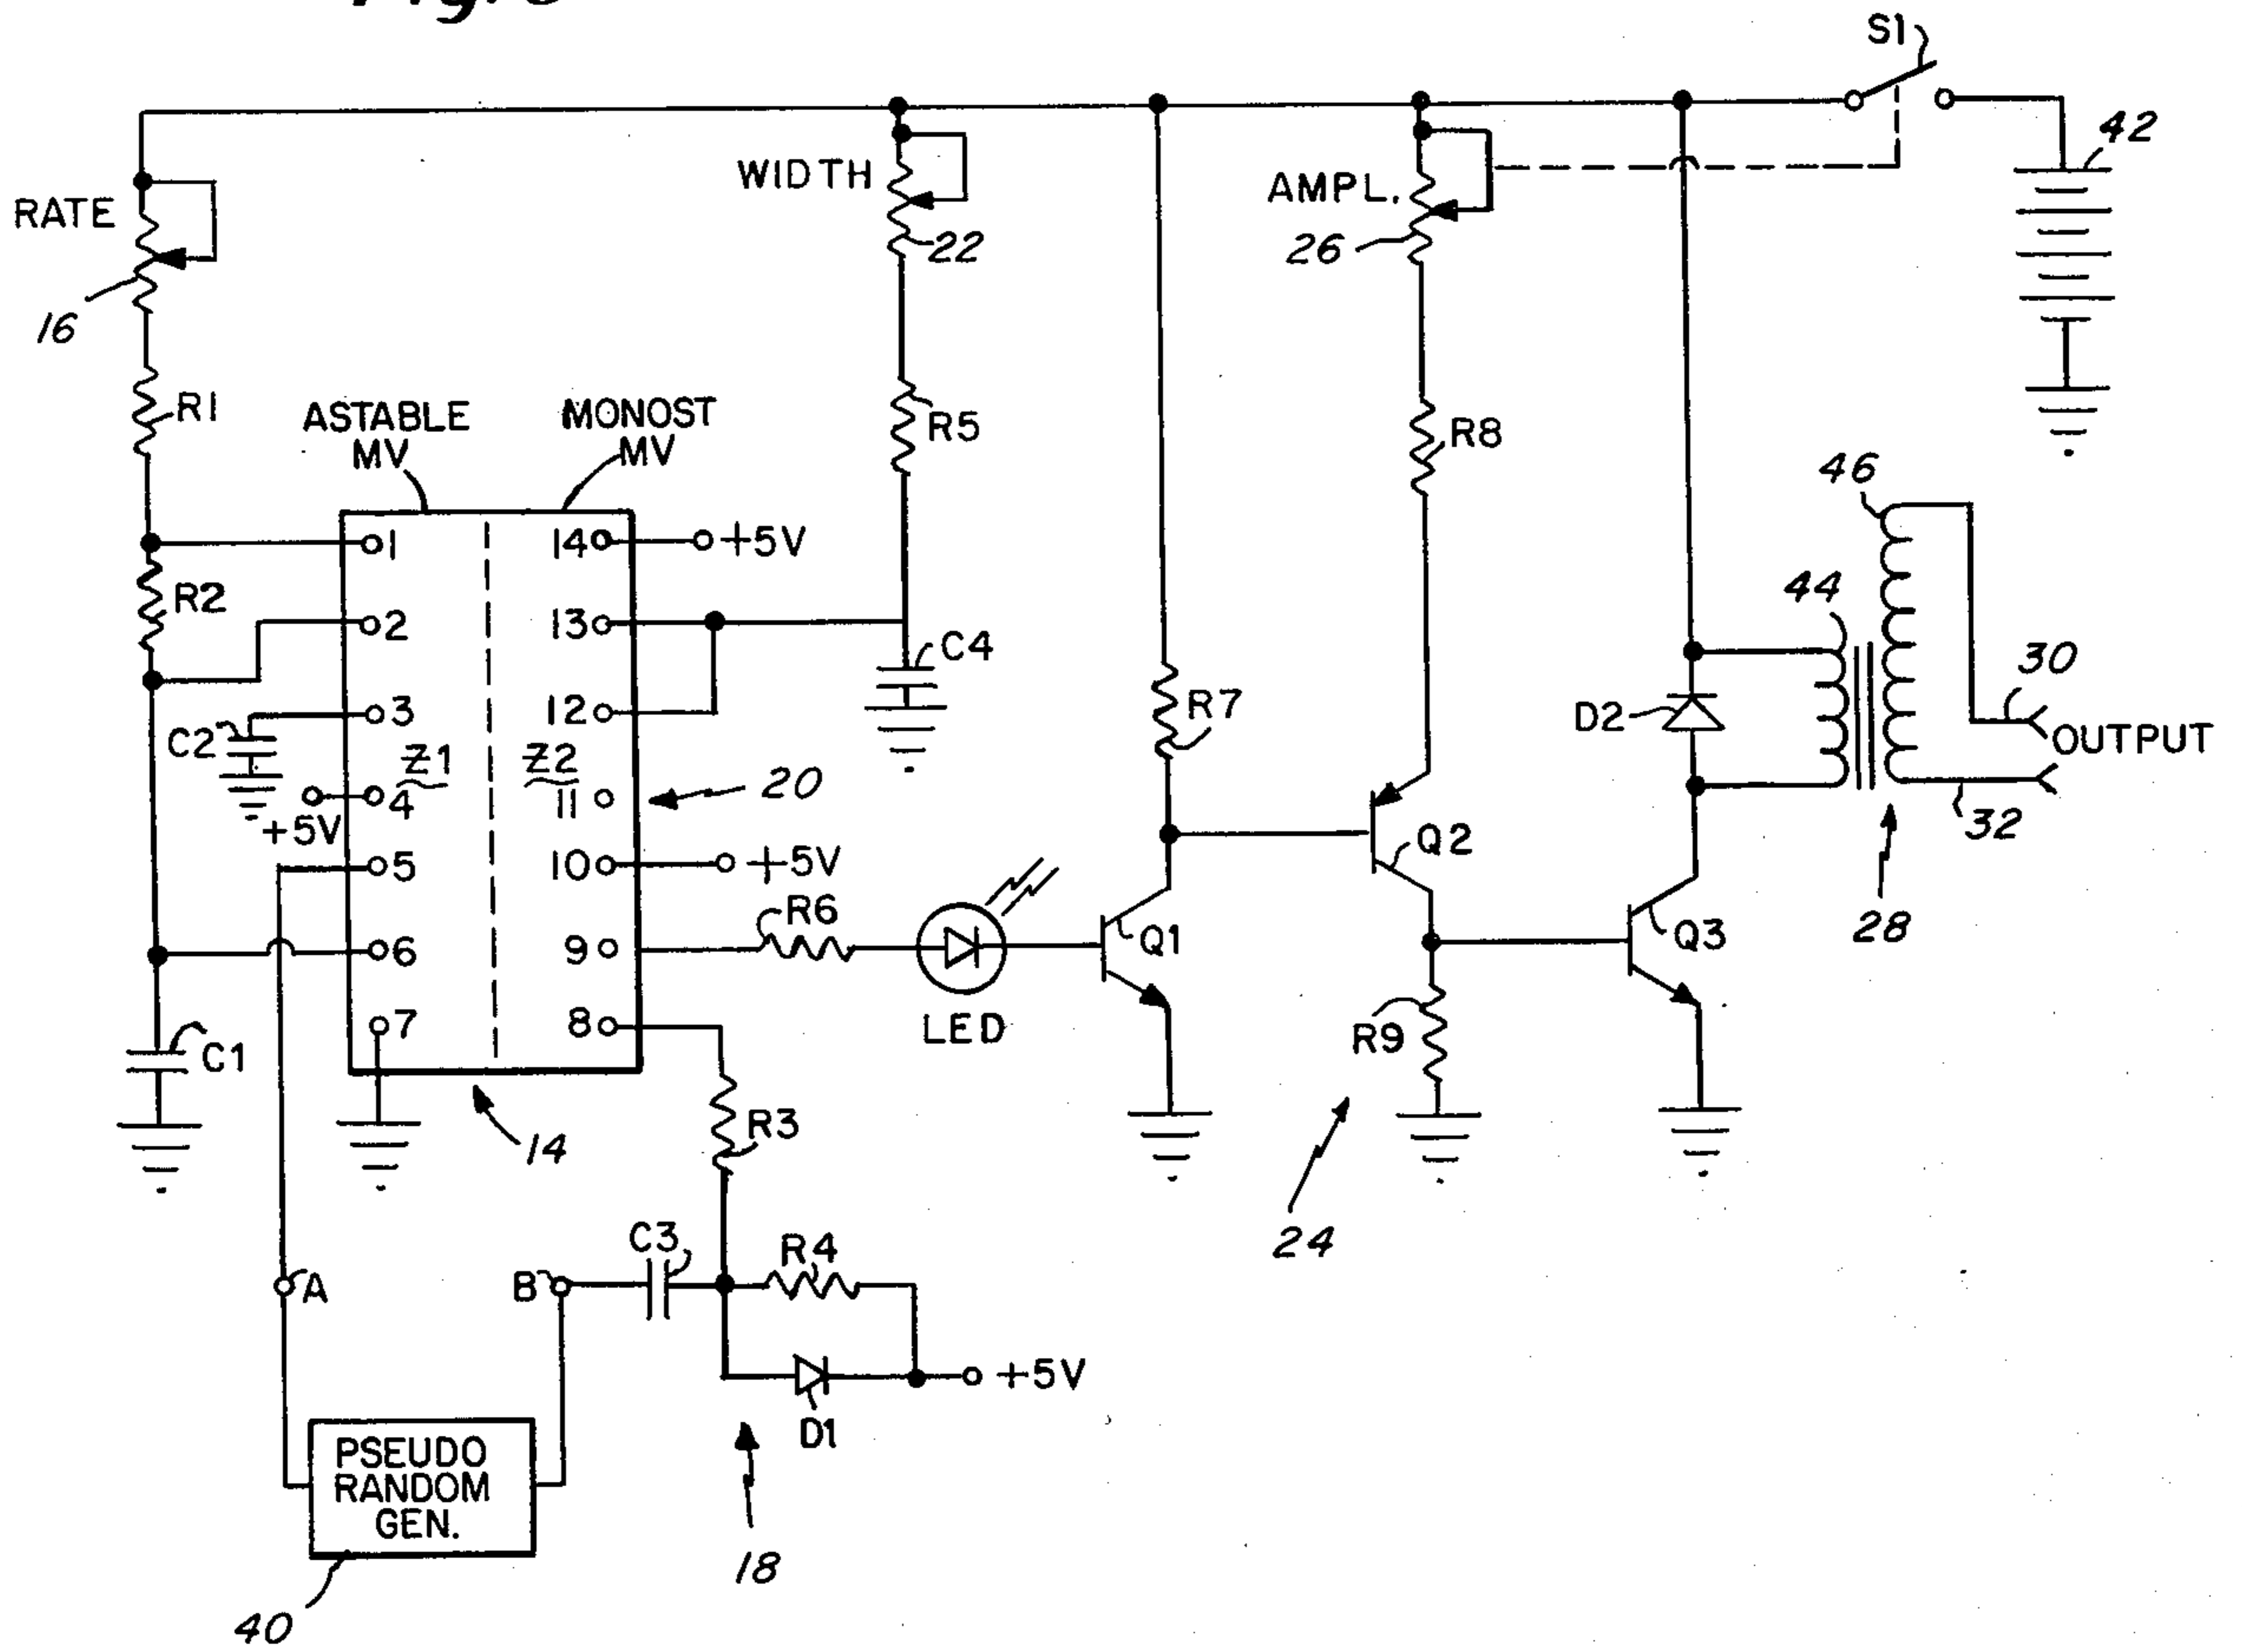 S1
42
WIDTH
RATE
AMPL.
22
26
16
R1
ASTABLE
MV
MONOST
MV
R5
R8
46
1
14
+5V
R2
2
13
C4
44
30
3
12
R7
D2
OUTPUT
C2
Z1
Z2
20
4
11
+5V
Q2
32
5
10
+5V
R6
28
6
9
Q1
Q3
7
8
LED
R9
C1
14
R3
24
C3
R4
A
B
+5V
D1
PSEUDO
RANDOM
GEN.
18
40